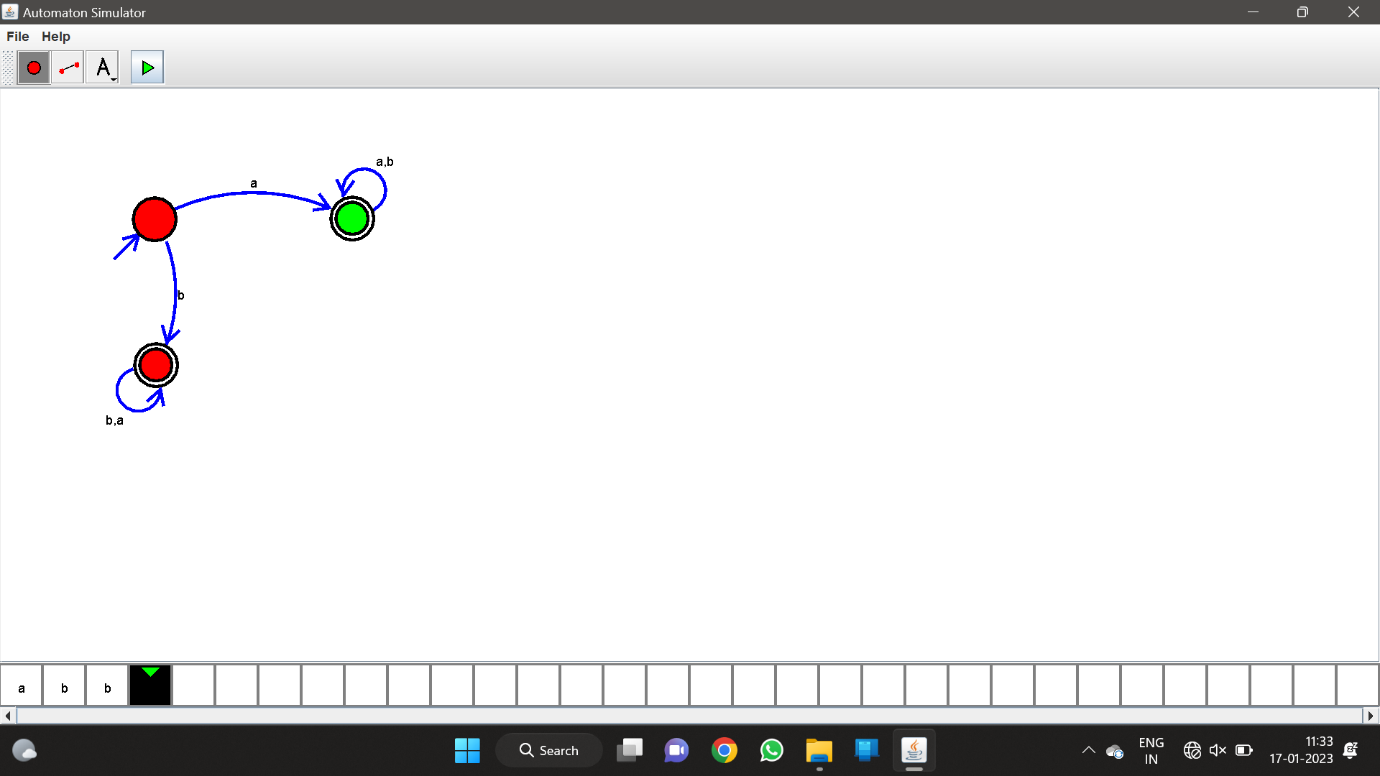 Automaton Simulator
File Help
A
a,b
a
b
b,a
a b b
Search
ENG
IN
11:33
17-01-2023